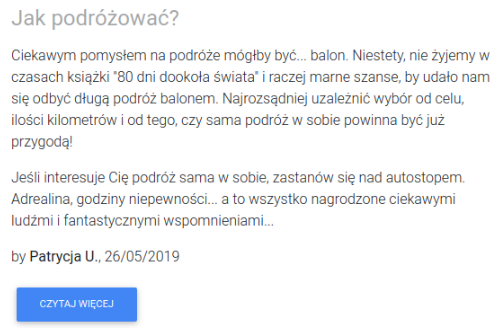 Jak podróżować?
Ciekawym pomysłem na podróże mógłby być... balon. Niestety, nie żyjemy w
czasach książki "80 dni dookoła świata" i raczej marne szanse, by udało nam
się odbyć długą podróż balonem. Najrozsądniej uzależnić wybór od celu,
ilości kilometrów i od tego, czy sama podróż w sobie powinna być już
przygodą!
Jeśli interesuje Cię podróż sama w sobie, zastanów się nad autostopem.
Adrealina, godziny niepewności... a to wszystko nagrodzone ciekawymi
ludźmi i fantastycznymi wspomnieniami...
by Patrycja U., 26/05/2019
CZYTAJ WIĘCEJ